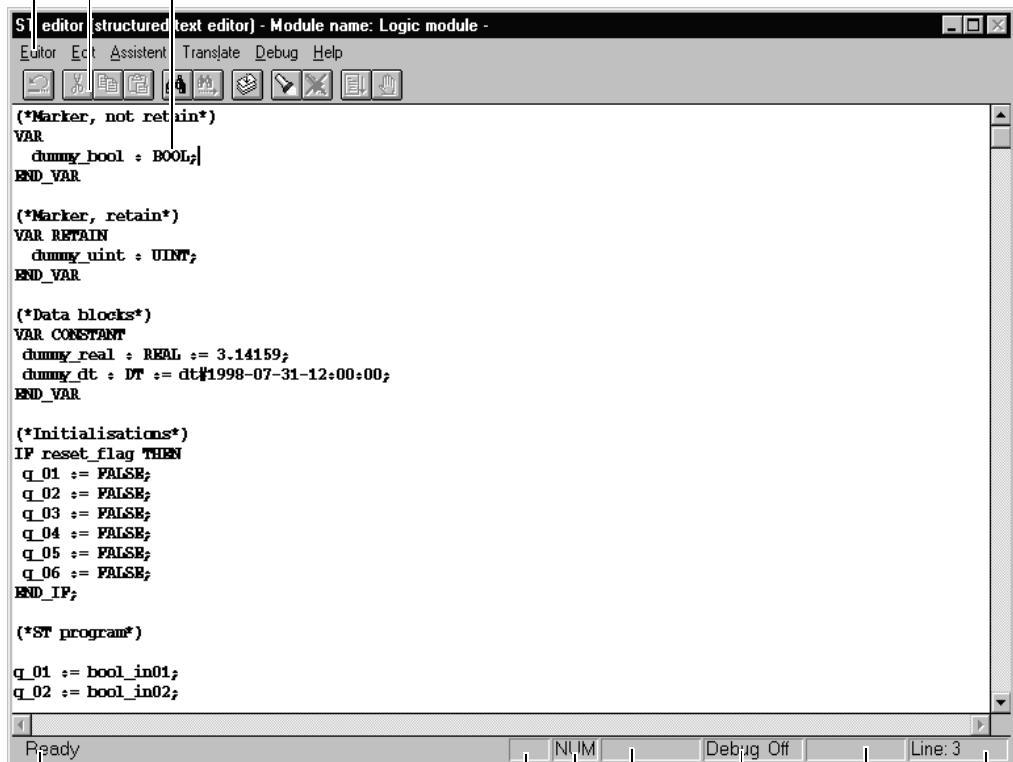 ST editor (structured text editor) - Module name: Logic module -
Editor Edit Assistent Translate Debug Help
(*Marker, not retain*)
VAR
dummy_bool : BOOL;
END_VAR
(*Marker, retain*)
VAR RETAIN
dummy_uint : UINT;
END_VAR
(*Data blocks*)
VAR CONSTANT
dummy_real : REAL := 3.14159;
dummy_dt : DT := dt#1998-07-31-12:00:00;
END_VAR
(*Initialisations*)
IF reset_flag THEN
q_01 := FALSE;
q_02 := FALSE;
q_03 := FALSE;
q_04 := FALSE;
q_05 := FALSE;
q_06 := FALSE;
END_IF;
(*ST program*)
q_01 := bool_in01;
q_02 := bool_in02;
Ready NUM Debug Off Line: 3